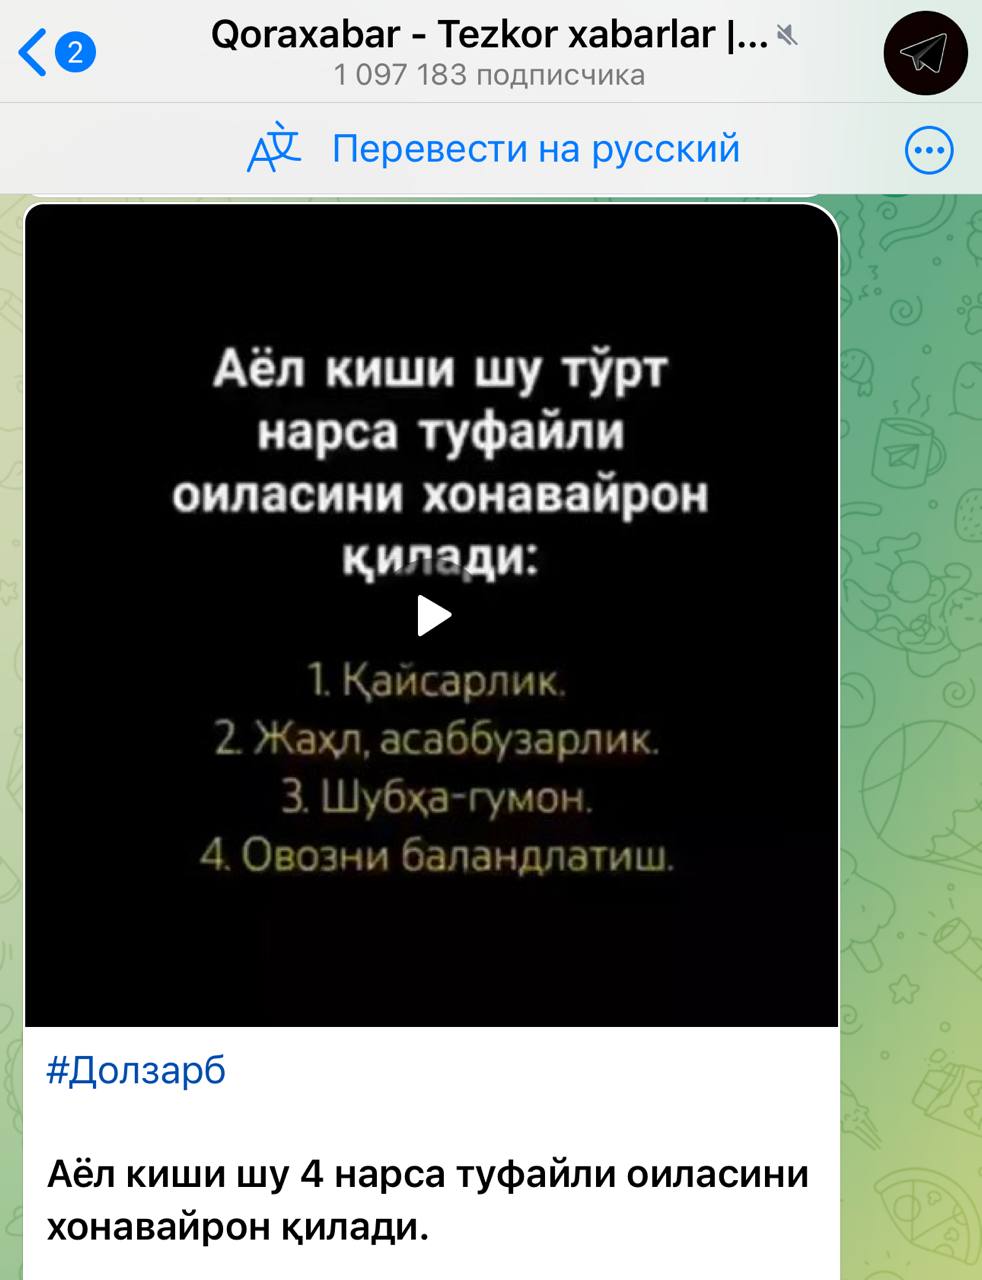 2
Qoraxabar - Tezkor xabarlar |...
1 097 183 подписчика
Перевести на русский
Аёл киши шу тўрт
нарса туфайли
оиласини хонавайрон
қилади:
1. Қайсарлик.
2. Жаҳл, асаббузарлик.
3. Шубҳа-гумон.
4. Овозни баландлатиш.
#Долзарб
Аёл киши шу 4 нарса туфайли оиласини
хонавайрон қилади.